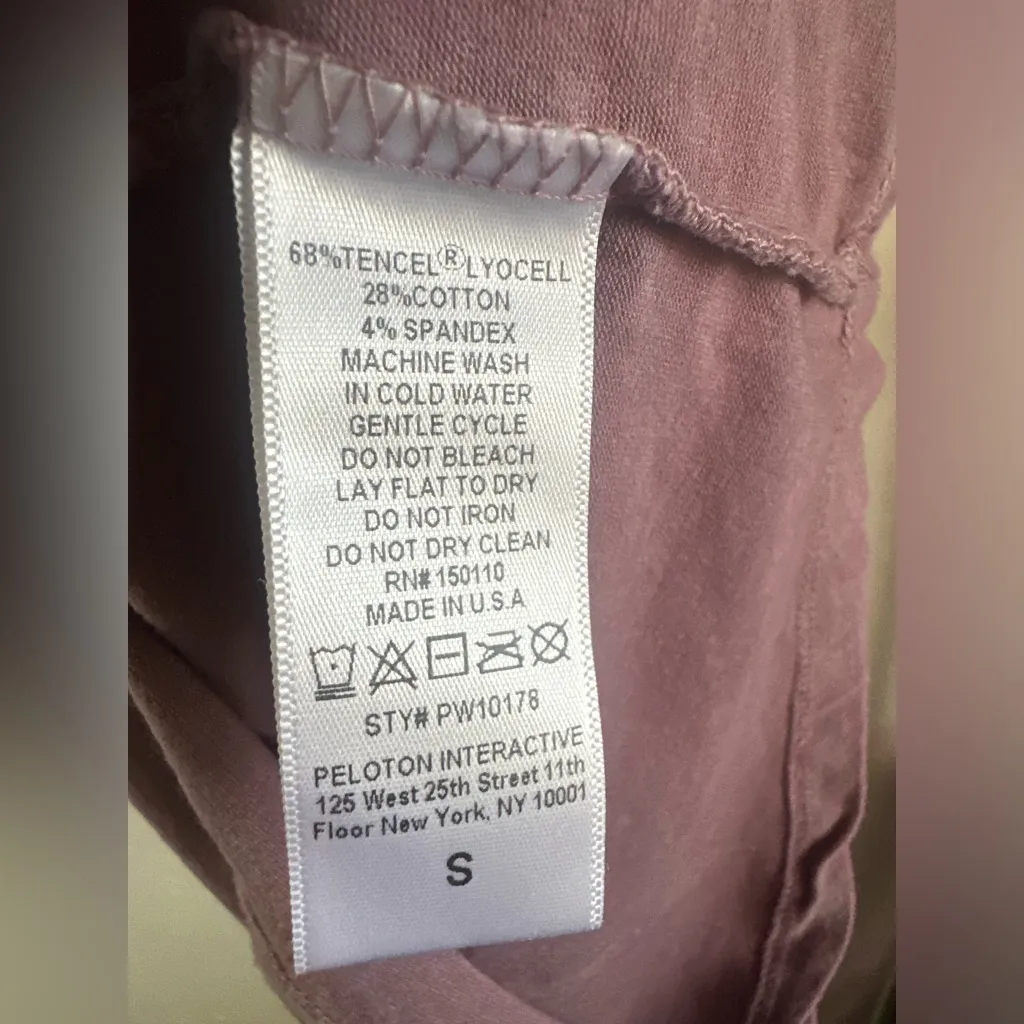 68%TENCEL®LYOCELL
28%COTTON
4% SPANDEX
MACHINE WASH
IN COLD WATER
GENTLE CYCLE
DO NOT BLEACH
LAY FLAT TO DRY
DO NOT IRON
DO NOT DRY CLEAN
RN# 150110
MADE IN U.S.A
STY# PW10178
PELOTON INTERACTIVE
125 West 25th Street 11th
Floor New York, NY 10001
S